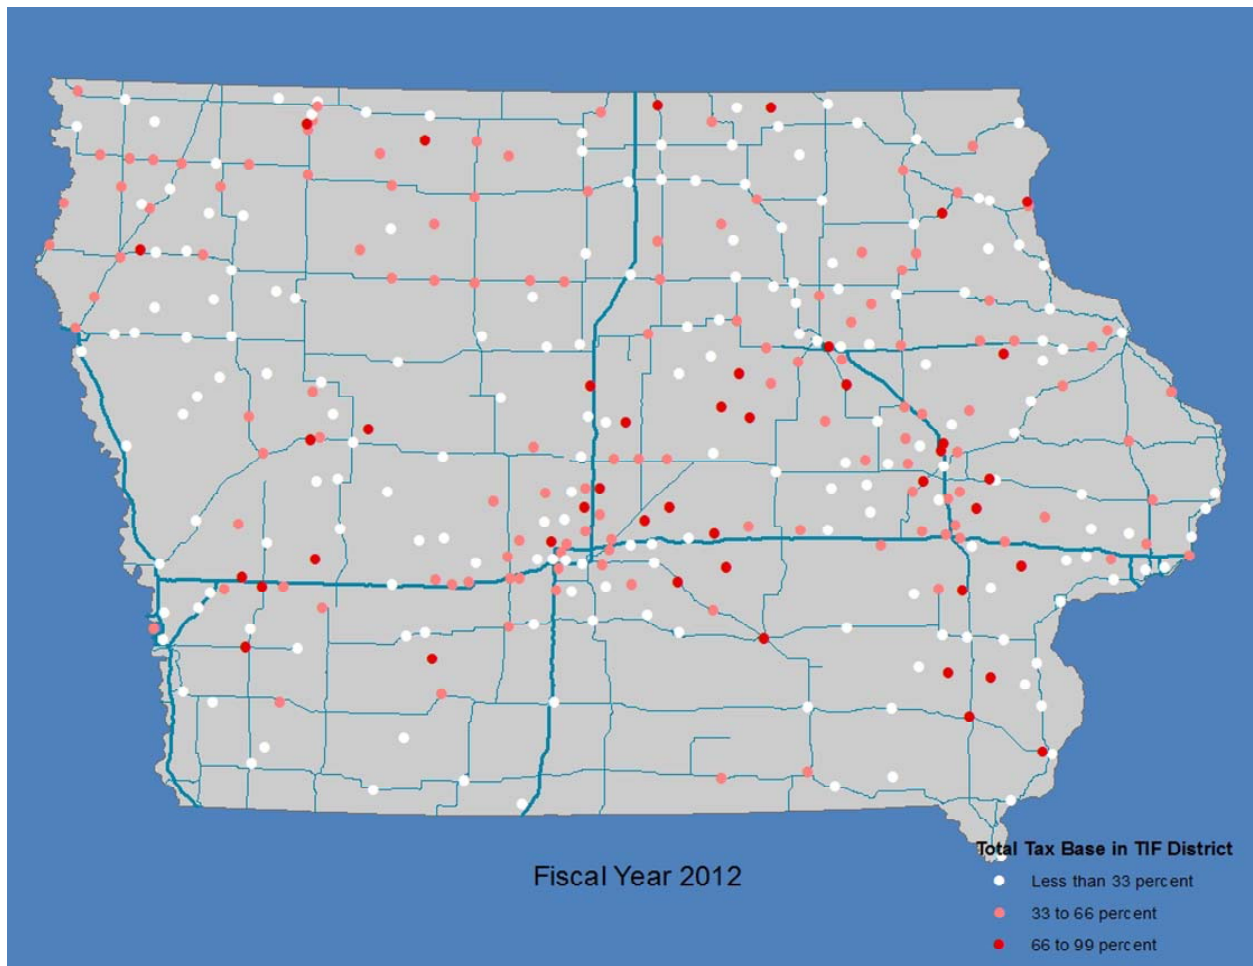 Fiscal Year 2012
Total Tax Base in TIF District
Less than 33 percent
33 to 66 percent
66 to 99 percent